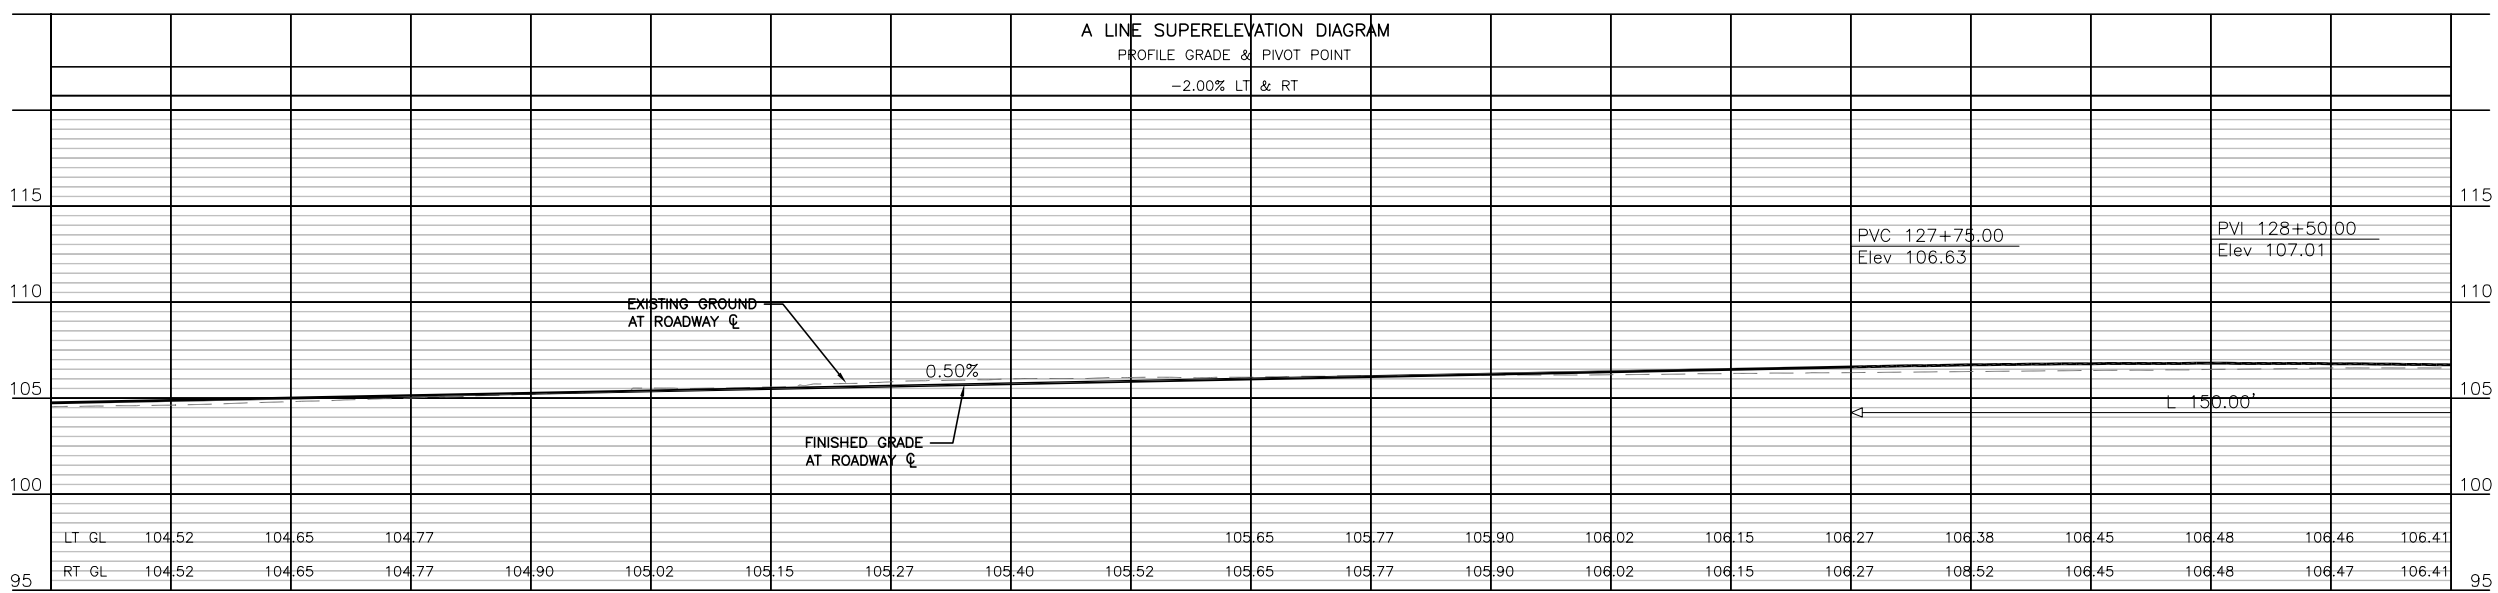 A LINE SUPERELEVATION DIAGRAM
PROFILE GRADE & PIVOT POINT
-2.00% LT & RT
115 115
PVC 127+75.00
Elev 106.63
PVI 128+50.00
Elev 107.01
110 110
EXISTING GROUND
AT ROADWAY ℄
0.50%
105 105
L 150.00'
FINISHED GRADE
AT ROADWAY ℄
100 100
LT GL 104.52 104.65 104.77 105.65 105.77 105.90 106.02 106.15 106.27 106.38 106.45 106.48 106.46 106.41
RT GL 104.52 104.65 104.77 104.90 105.02 105.15 105.27 105.40 105.52 105.65 105.77 105.90 106.02 106.15 106.27 108.52 106.45 106.48 106.47 106.41
95 95